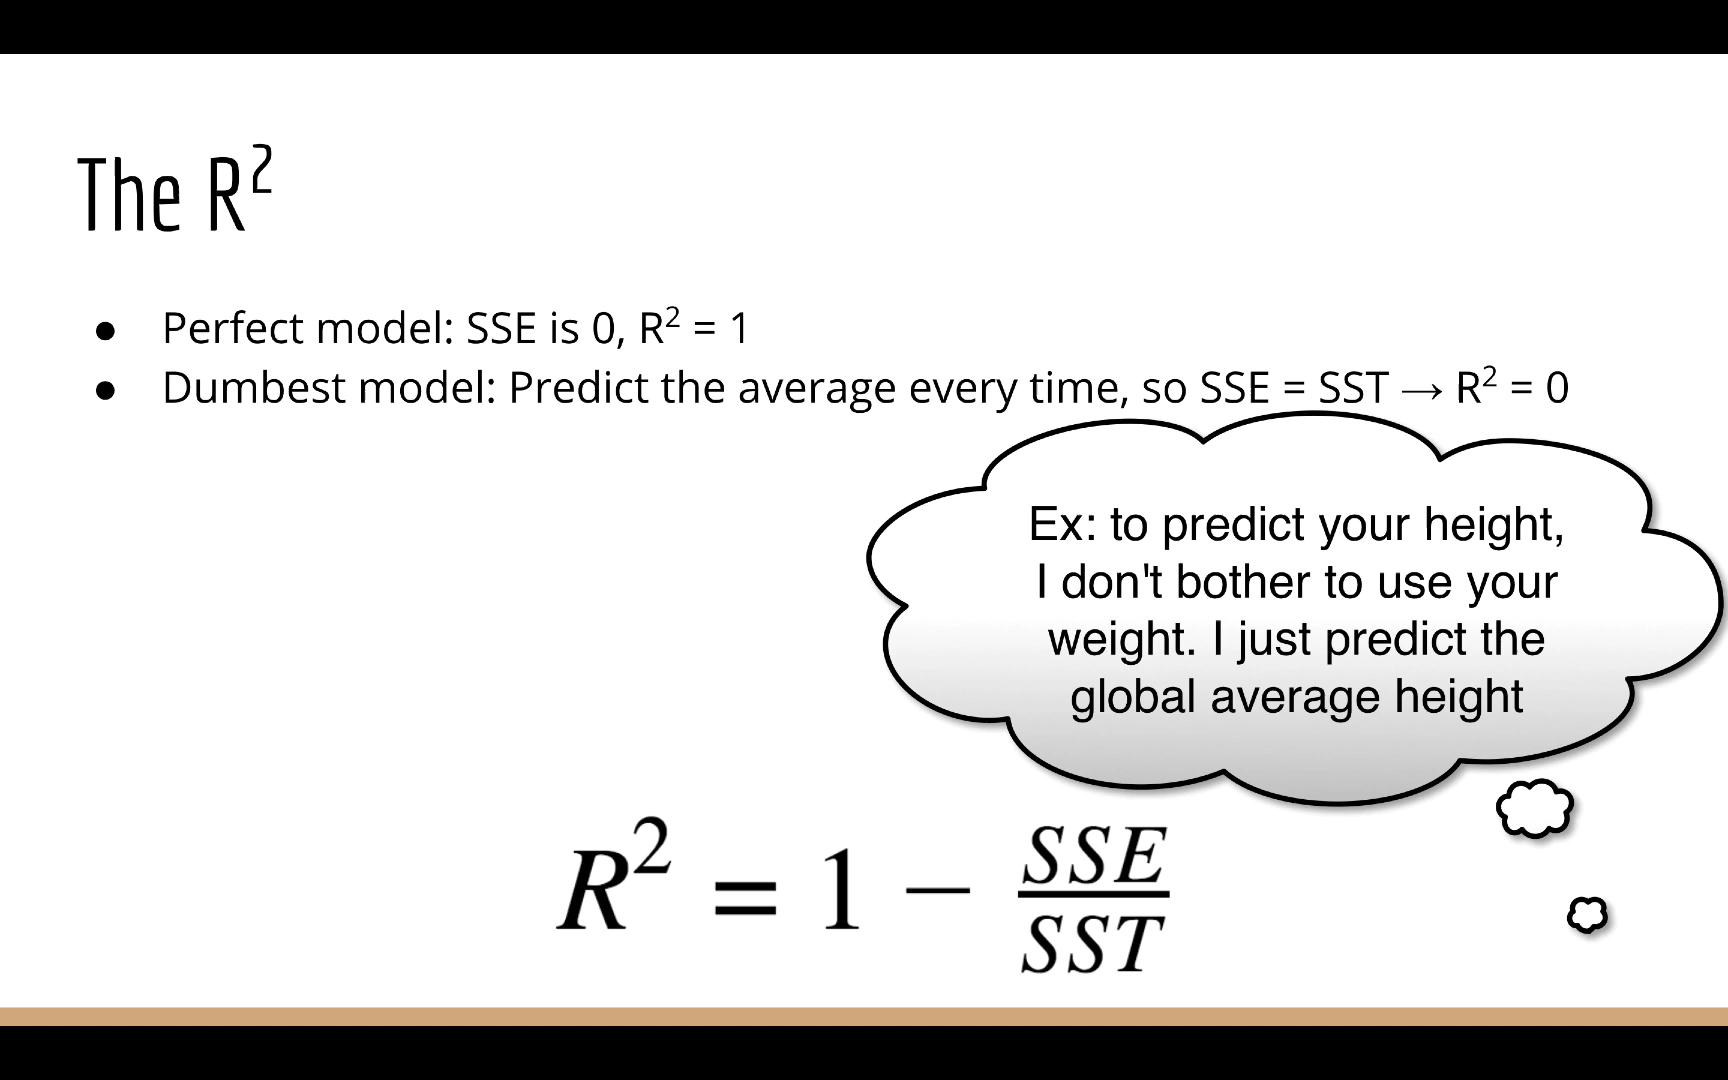 The R²
● Perfect model: SSE is 0, R² = 1
● Dumbest model: Predict the average every time, so SSE = SST → R² = 0
Ex: to predict your height,
I don't bother to use your
weight. I just predict the
global average height
R² = 1 − SSE/SST